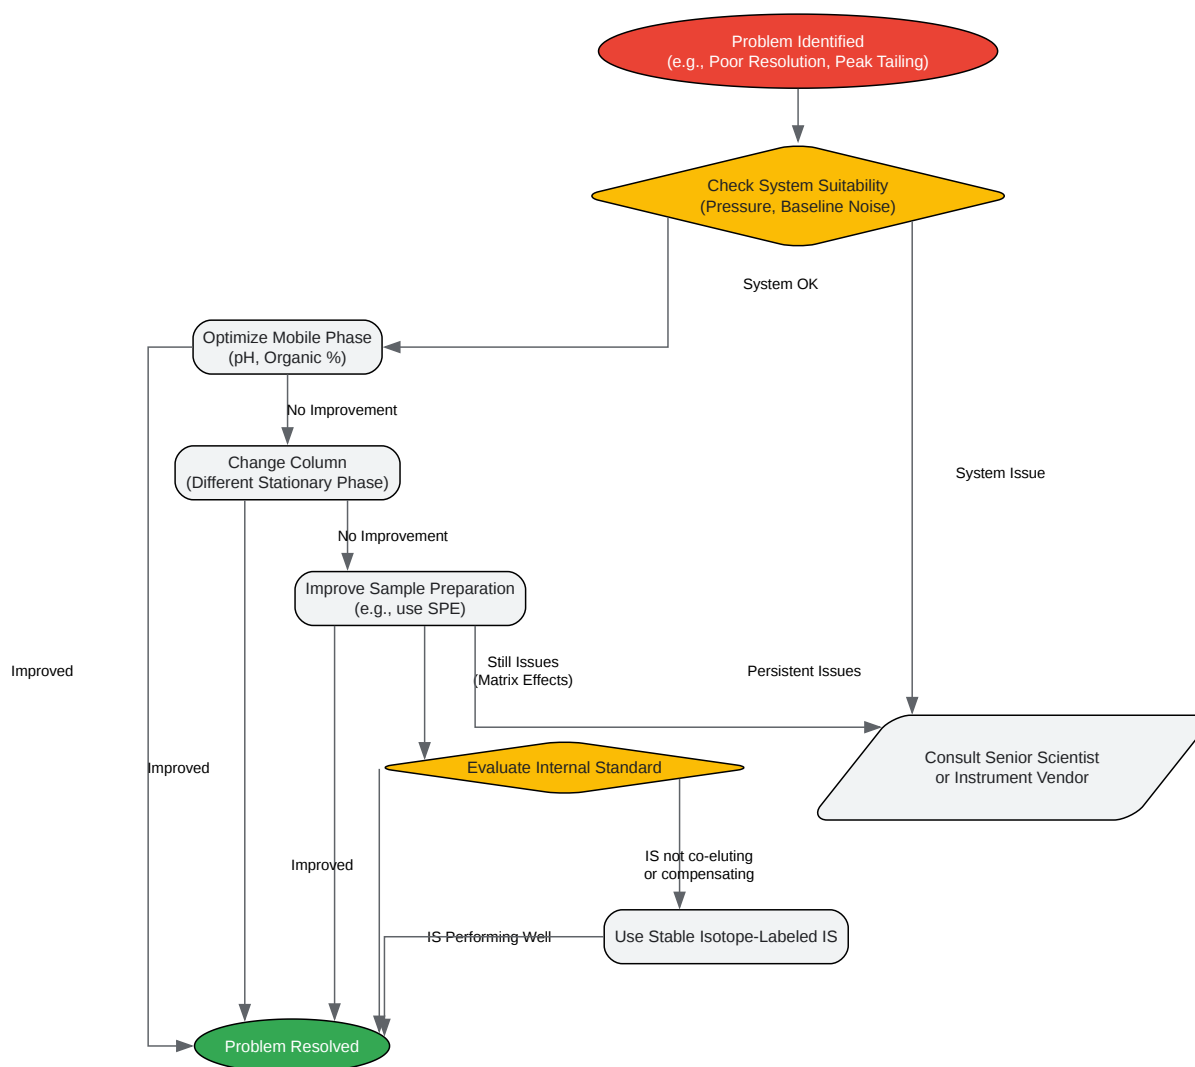 Problem Identified
(e.g., Poor Resolution, Peak Tailing)
Check System Suitability
(Pressure, Baseline Noise)
System OK
Optimize Mobile Phase
(pH, Organic %)
No Improvement
Change Column
(Different Stationary Phase)
System Issue
No Improvement
Improve Sample Preparation
(e.g., use SPE)
Improved
Still Issues
(Matrix Effects)
Persistent Issues
Improved
Evaluate Internal Standard
Consult Senior Scientist
or Instrument Vendor
Improved
IS not co-eluting
or compensating
IS Performing Well
Use Stable Isotope-Labeled IS
Problem Resolved